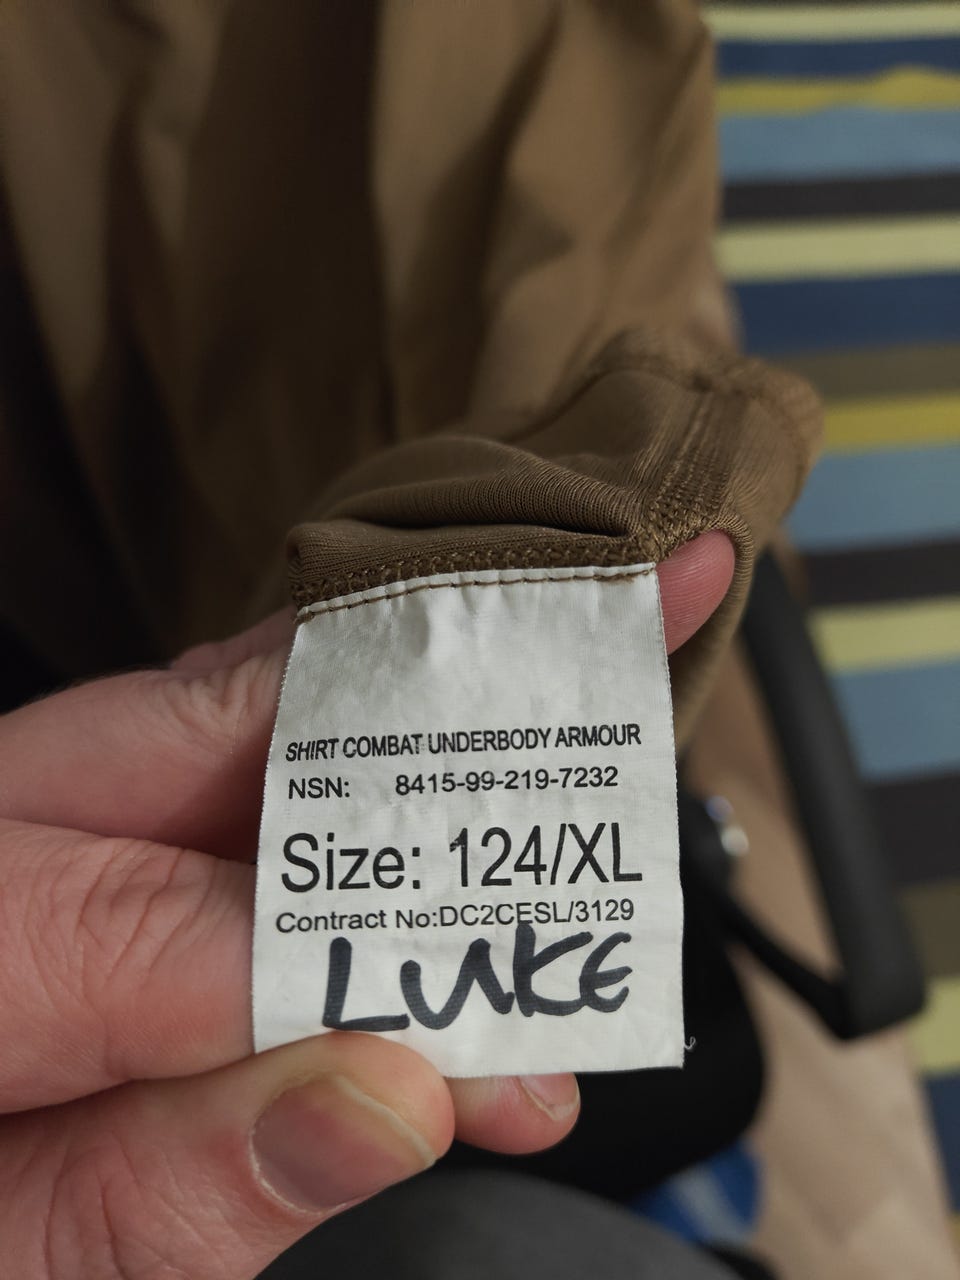 SHIRT COMBAT UNDERBODY ARMOUR
NSN: 8415-99-219-7232
Size: 124/XL
Contract No:DC2CESL/3129
LUKE